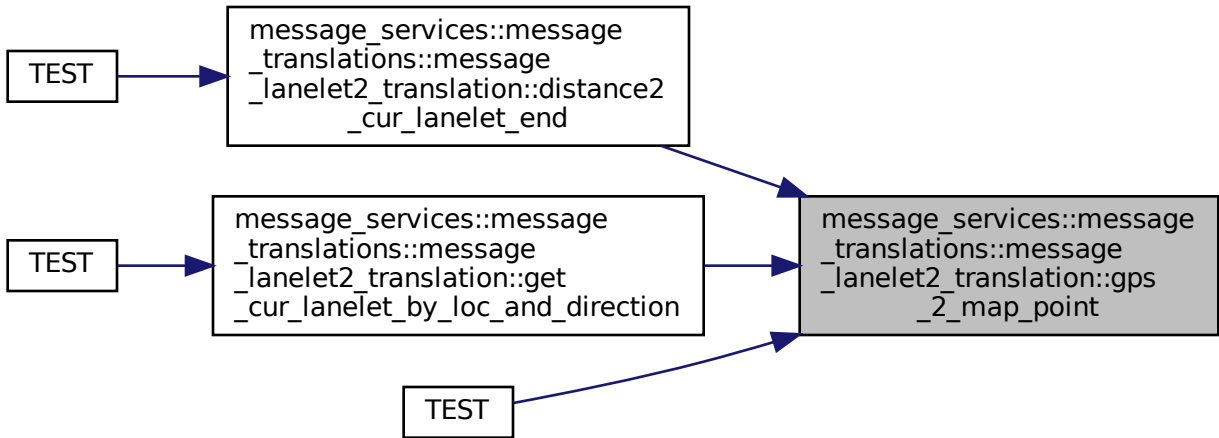 message_services::message
_translations::message
_lanelet2_translation::distance2
_cur_lanelet_end
TEST
message_services::message
_translations::message
_lanelet2_translation::get
_cur_lanelet_by_loc_and_direction
TEST
message_services::message
_translations::message
_lanelet2_translation::gps
_2_map_point
TEST